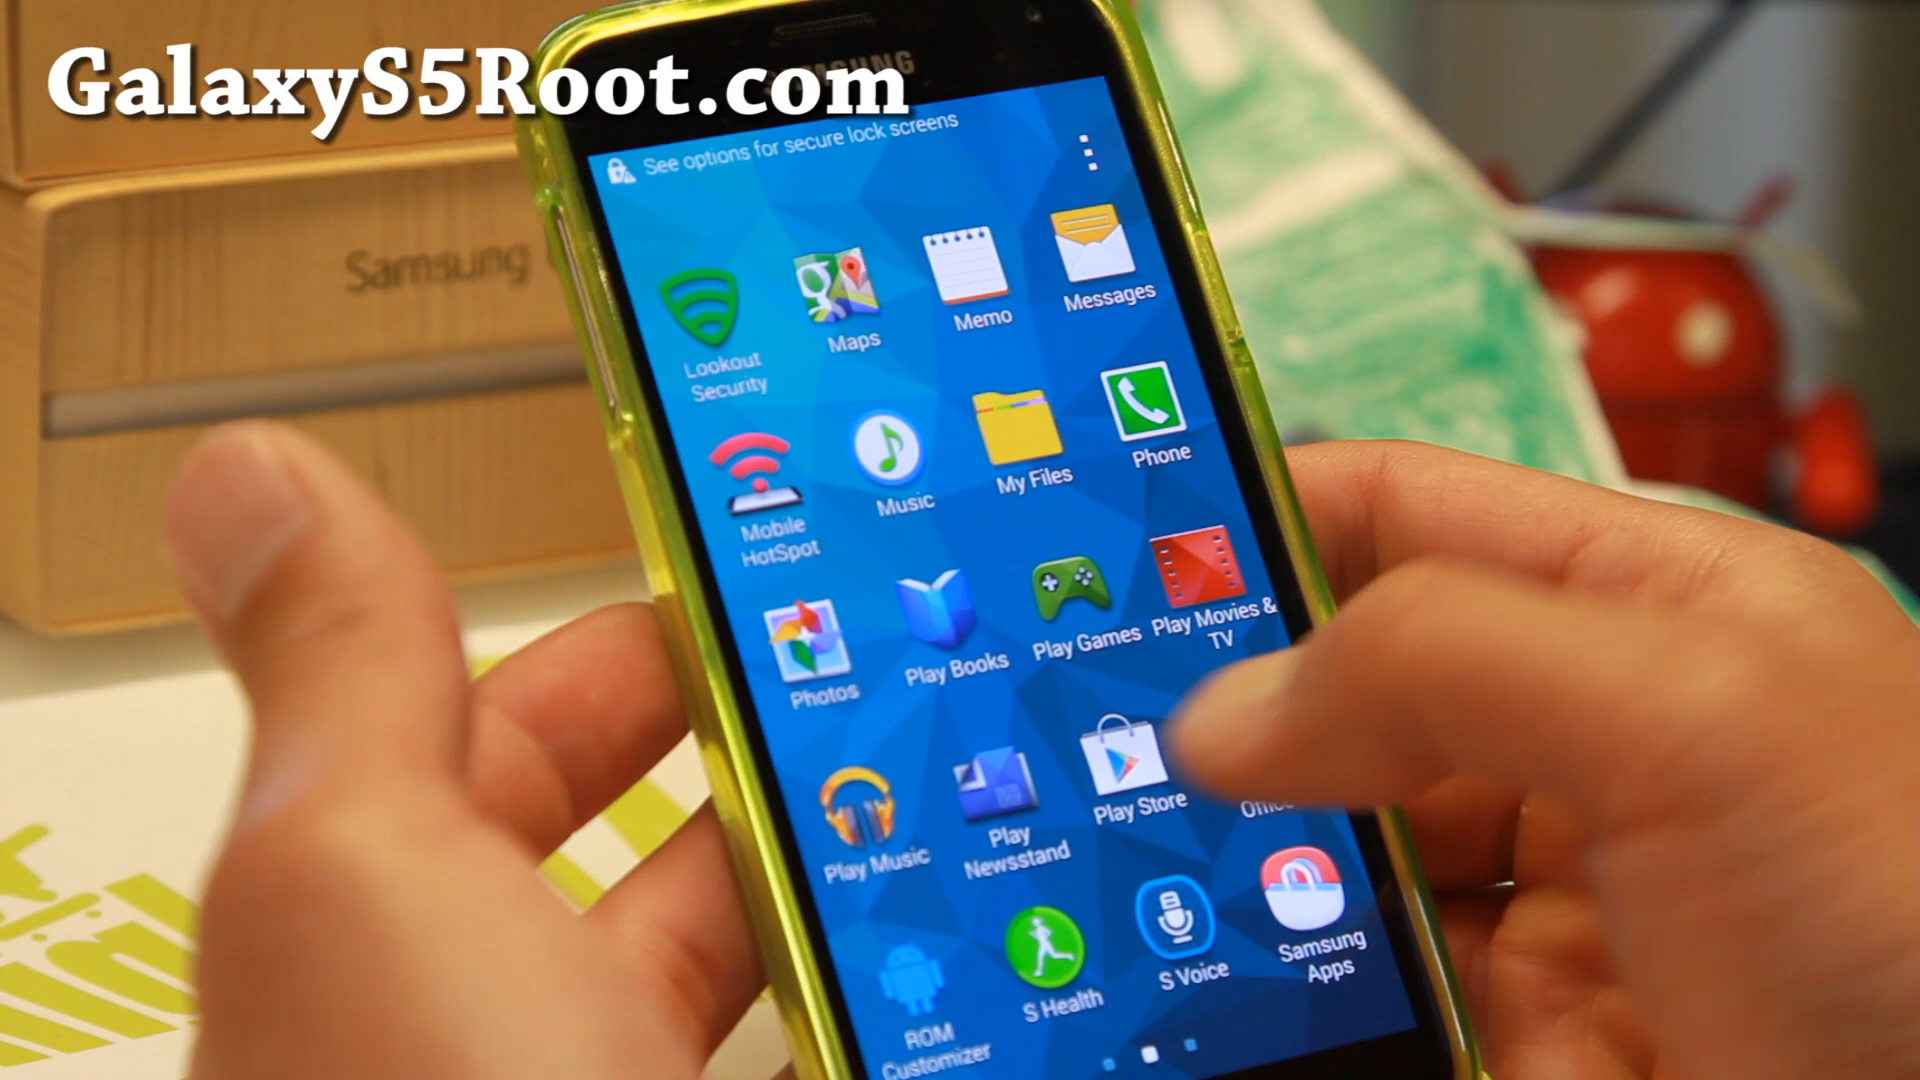 GalaxyS5Root.com
Samsung
See options for secure lock screens
Lookout
Security
Maps
Memo
Messages
Mobile
HotSpot
Music
My Files
Phone
Photos
Play Books
Play Games
Play Movies &
TV
Play Music
Play
Newsstand
Play Store
ROM
Customizer
S Health
S Voice
Samsung
Apps